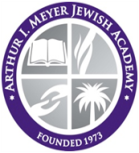 ARTHUR I. MEYER JEWISH ACADEMY
FOUNDED 1973